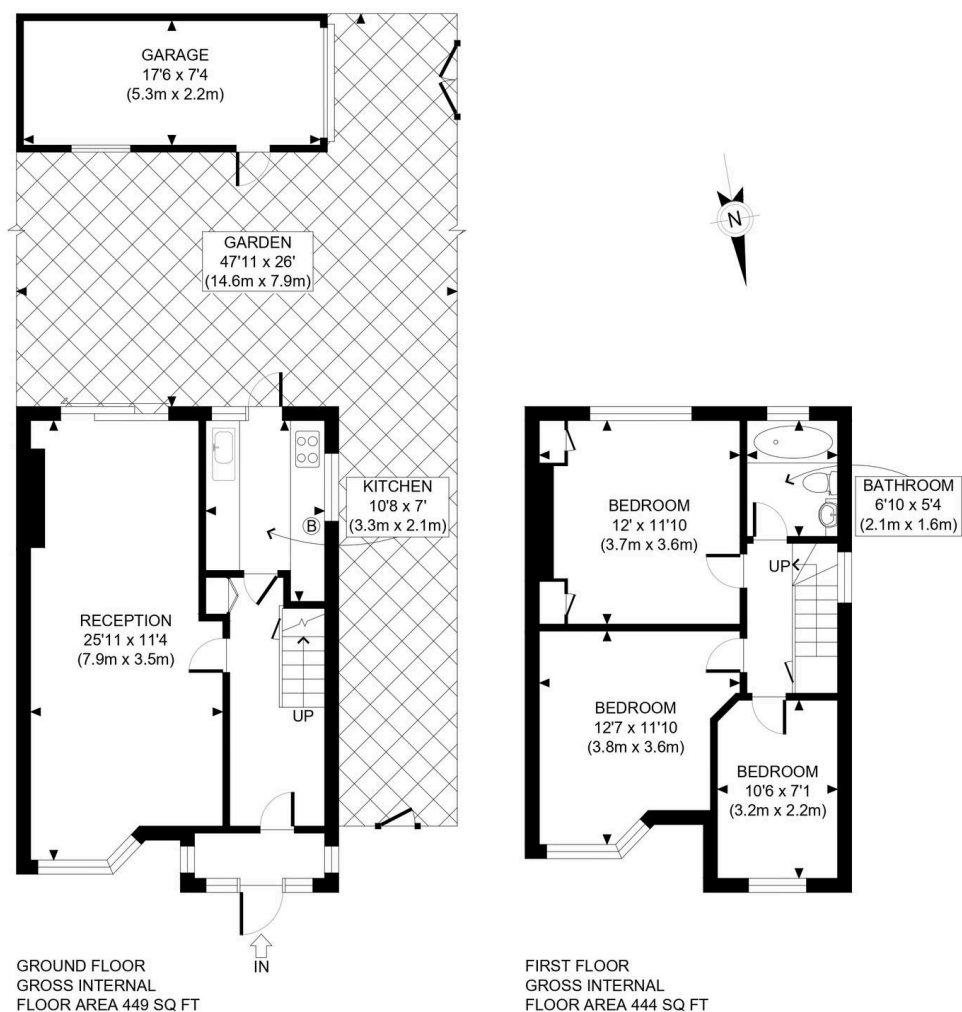 GARAGE
17'6 x 7'4
(5.3m x 2.2m)
N
GARDEN
47'11 x 26'
(14.6m x 7.9m)
KITCHEN
10'8 x 7'
(3.3m x 2.1m)
B
RECEPTION
25'11 x 11'4
(7.9m x 3.5m)
UP
IN
BEDROOM
12' x 11'10
(3.7m x 3.6m)
BATHROOM
6'10 x 5'4
(2.1m x 1.6m)
UP
BEDROOM
12'7 x 11'10
(3.8m x 3.6m)
BEDROOM
10'6 x 7'1
(3.2m x 2.2m)
GROUND FLOOR
GROSS INTERNAL
FLOOR AREA 449 SQ FT
FIRST FLOOR
GROSS INTERNAL
FLOOR AREA 444 SQ FT